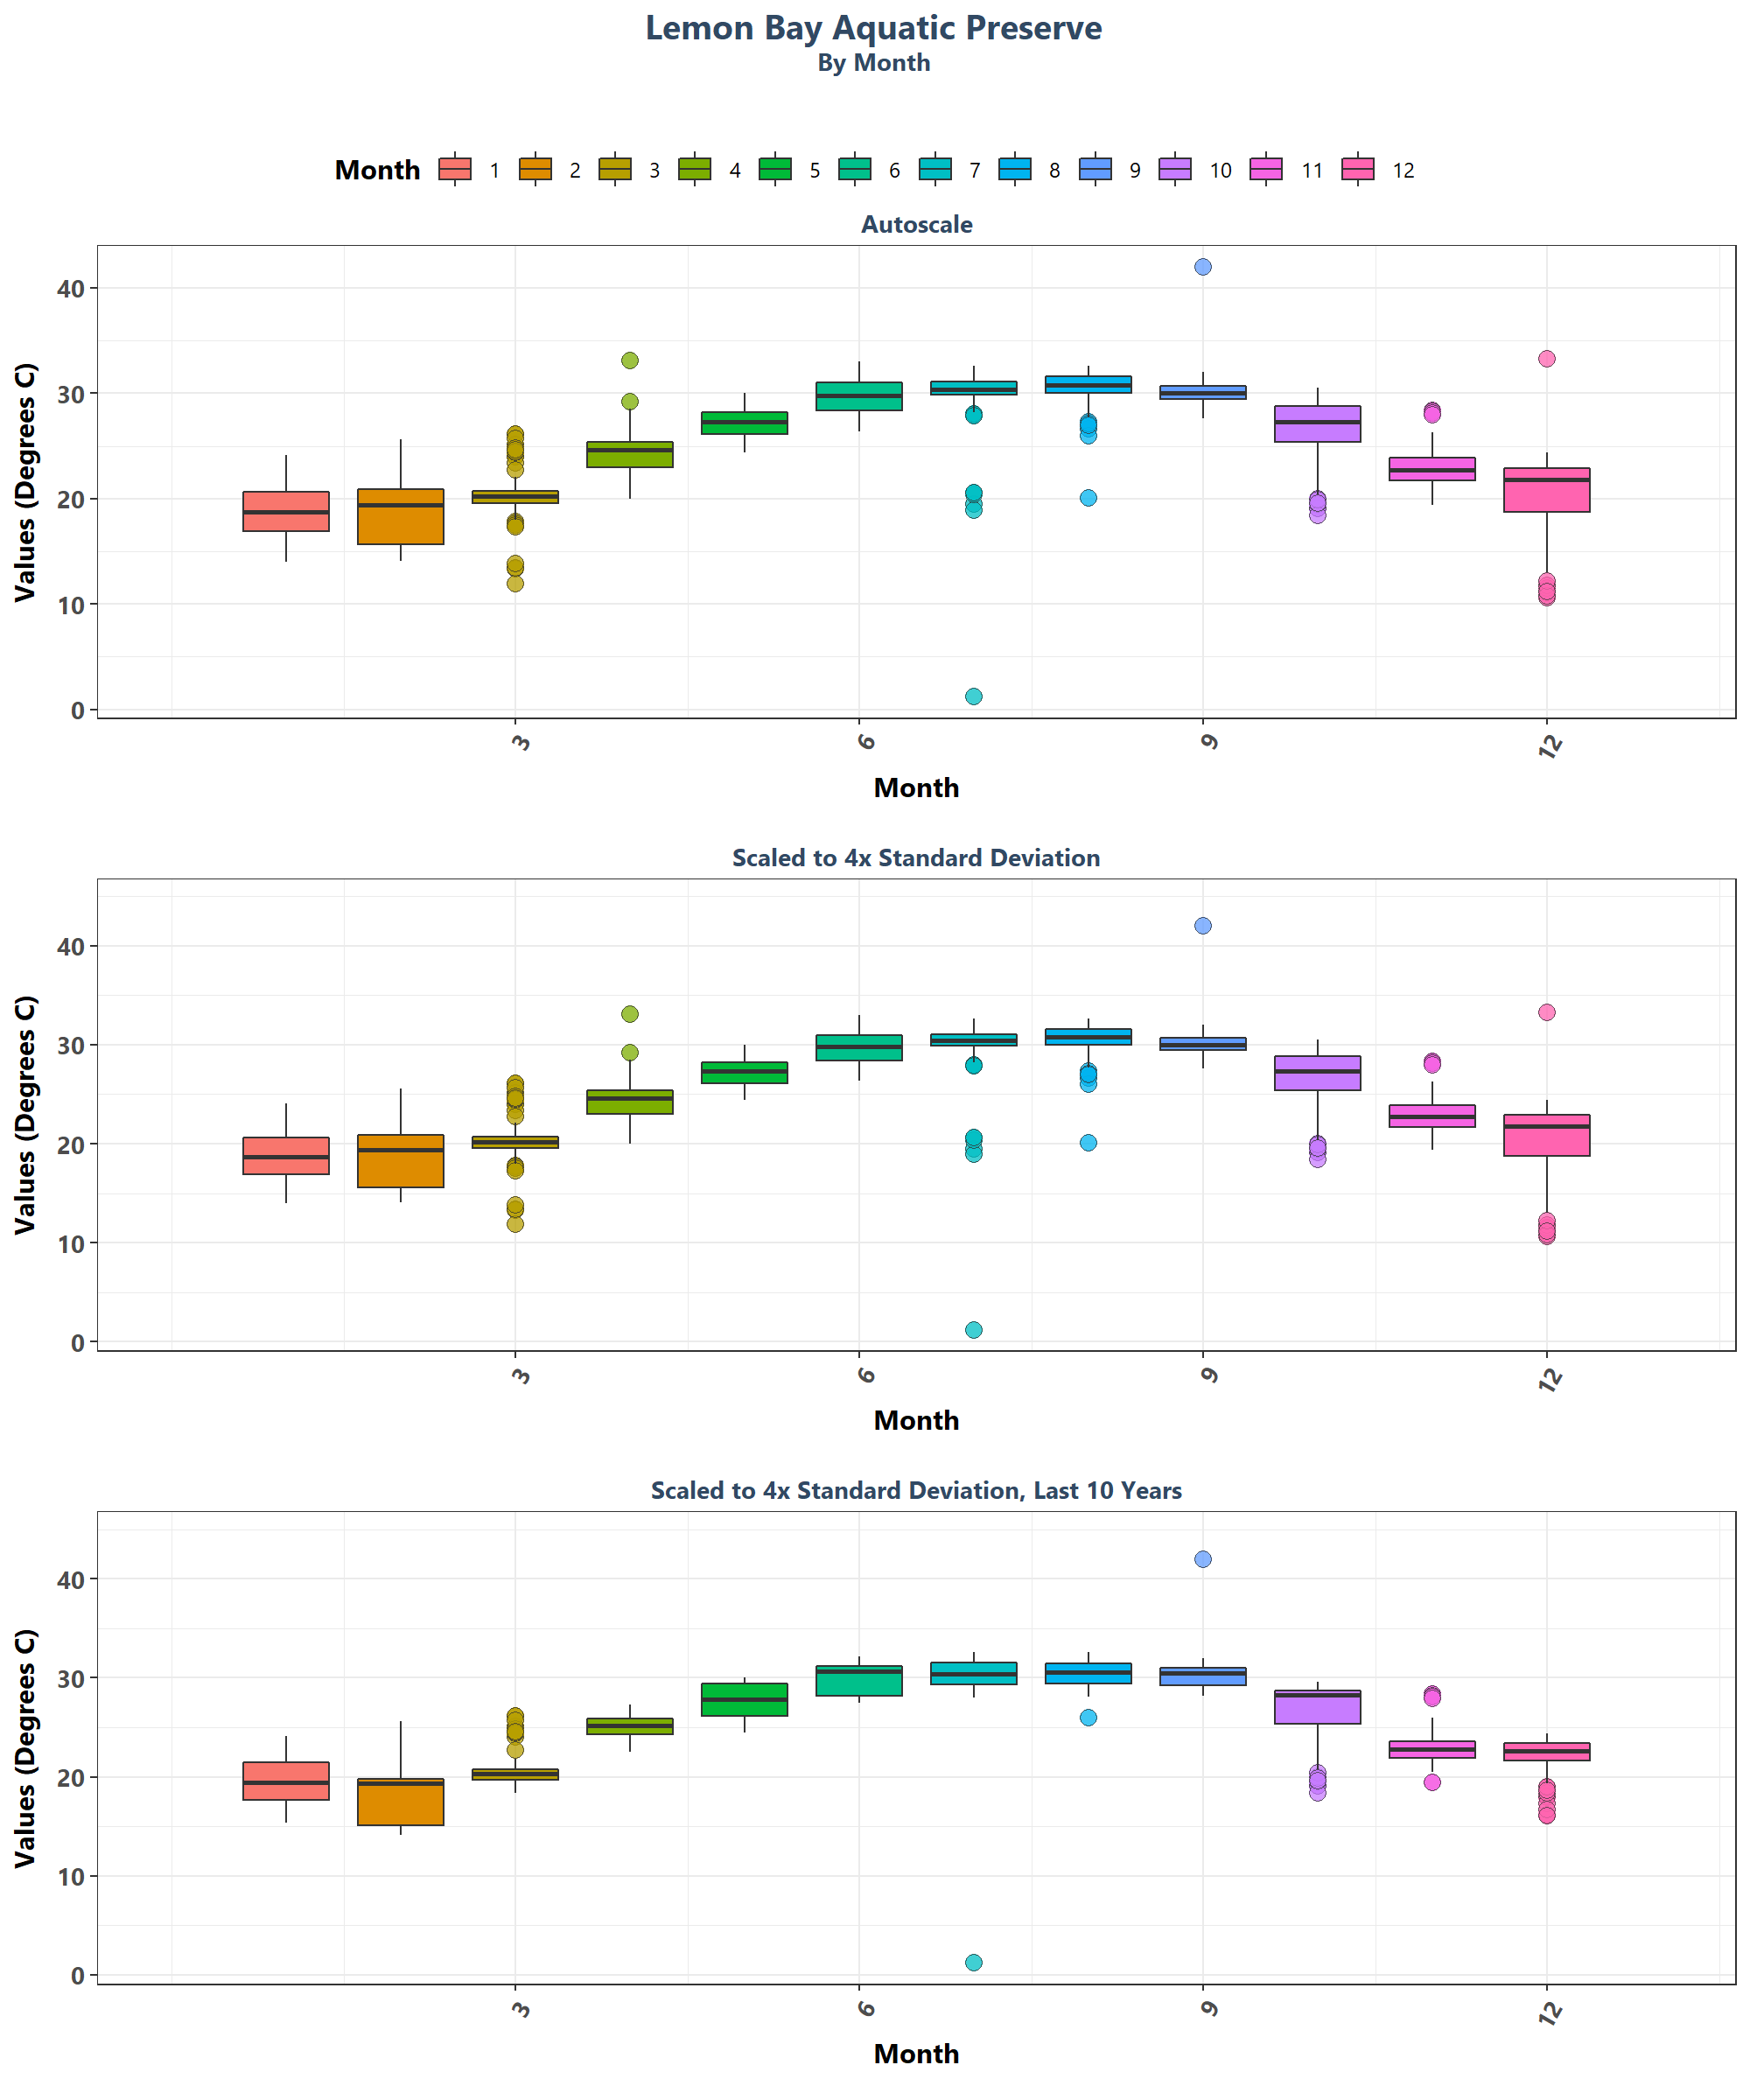 Lemon Bay Aquatic Preserve
By Month
Month 1 2 3 4 5 6 7 8 9 10 11 12
Autoscale
Values (Degrees C)
40
30
20
10
0
3 6 9 12
Month
Scaled to 4x Standard Deviation
Values (Degrees C)
40
30
20
10
0
3 6 9 12
Month
Scaled to 4x Standard Deviation, Last 10 Years
Values (Degrees C)
40
30
20
10
0
3 6 9 12
Month